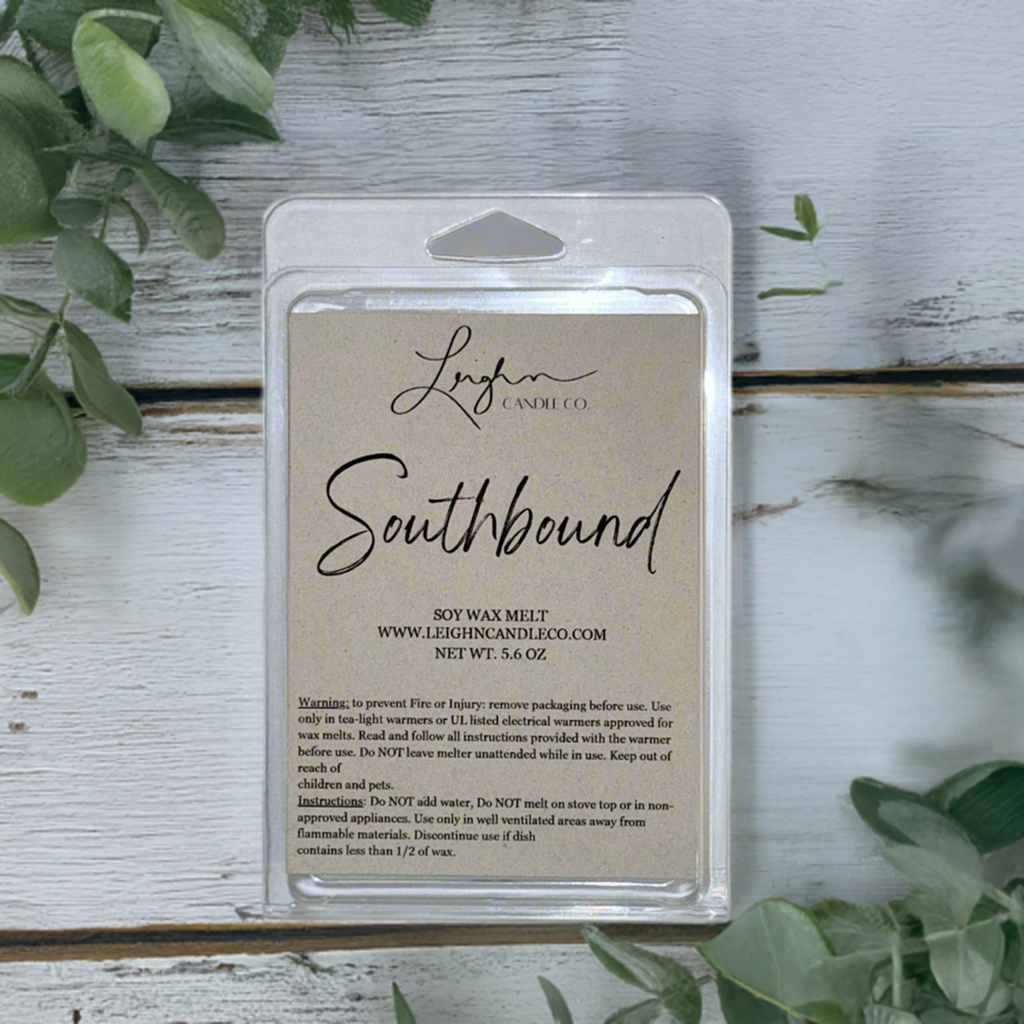 Leighn
CANDLE CO.
Southbound
SOY WAX MELT
WWW.LEIGHNCANDLECO.COM
NET WT. 5.6 OZ
Warning: to prevent Fire or Injury: remove packaging before use. Use
only in tea-light warmers or UL listed electrical warmers approved for
wax melts. Read and follow all instructions provided with the warmer
before use. Do NOT leave melter unattended while in use. Keep out of
reach of
children and pets.
Instructions: Do NOT add water, Do NOT melt on stove top or in non-
approved appliances. Use only in well ventilated areas away from
flammable materials. Discontinue use if dish
contains less than 1/2 of wax.